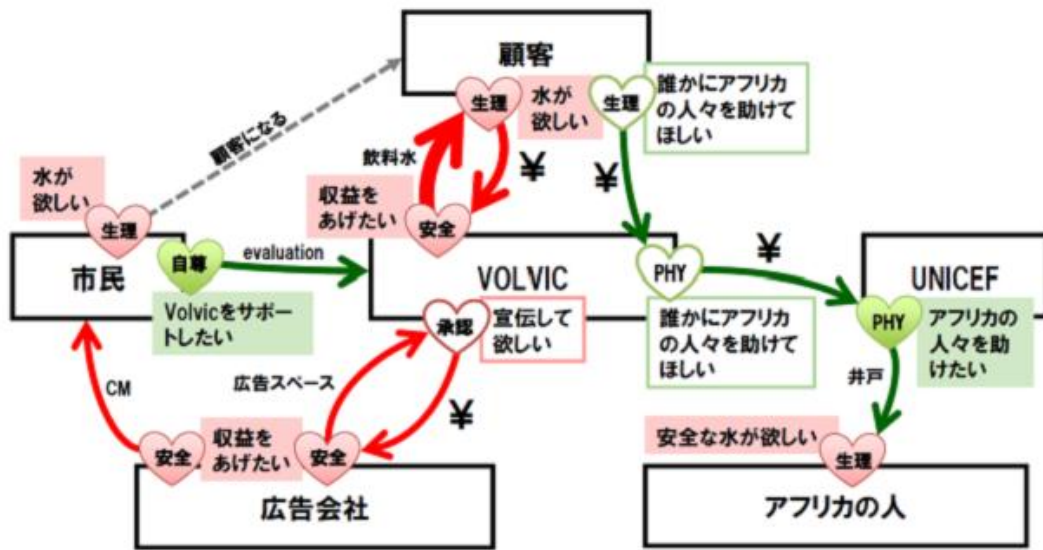 顧客
生理
水が
欲しい
生理
誰かにアフリカ
の人々を助けて
ほしい
顧客になる
飲料水
¥
¥
水が
欲しい
生理
収益を
あげたい
安全
市民
自尊
evaluation
VOLVIC
PHY
¥
UNICEF
Volvicをサポー
トしたい
承認
宣伝して
欲しい
誰かにアフリカ
の人々を助けて
ほしい
PHY
アフリカの
人々を助
けたい
CM
広告スペース
¥
井戸
安全
収益を
あげたい
安全
安全な水が欲しい
生理
広告会社
アフリカの人